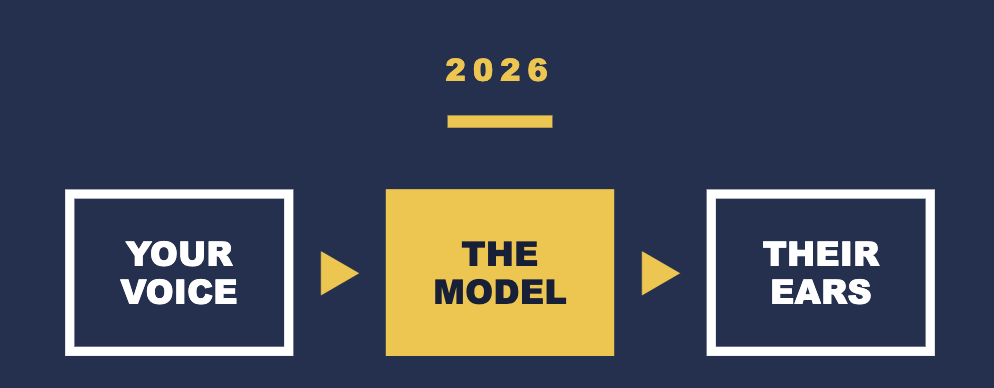 2026
YOUR
VOICE
THE
MODEL
THEIR
EARS